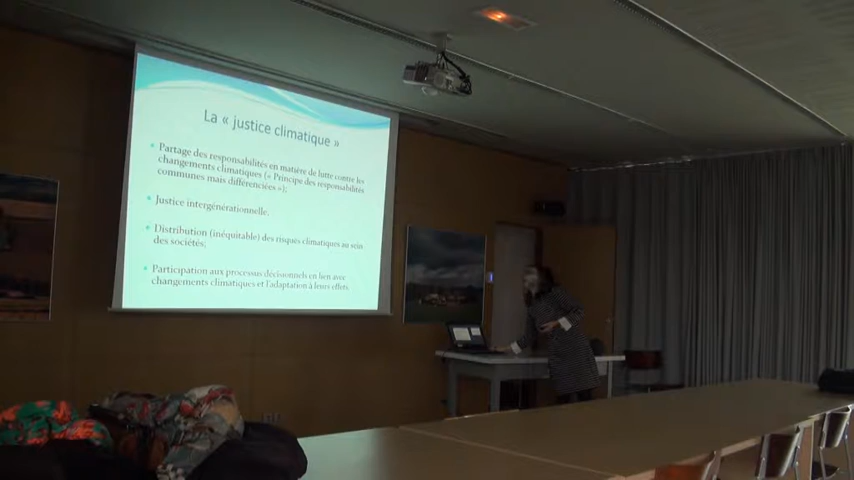 La « justice climatique »
• Partage des responsabilités en matière de lutte contre les
changements climatiques (« Principe des responsabilités
communes mais différenciées »);
• Justice intergénérationnelle;
• Distribution (inéquitable) des risques climatiques au sein
des sociétés;
• Participation aux processus décisionnels en lien avec
changements climatiques et l'adaptation à leurs effets.